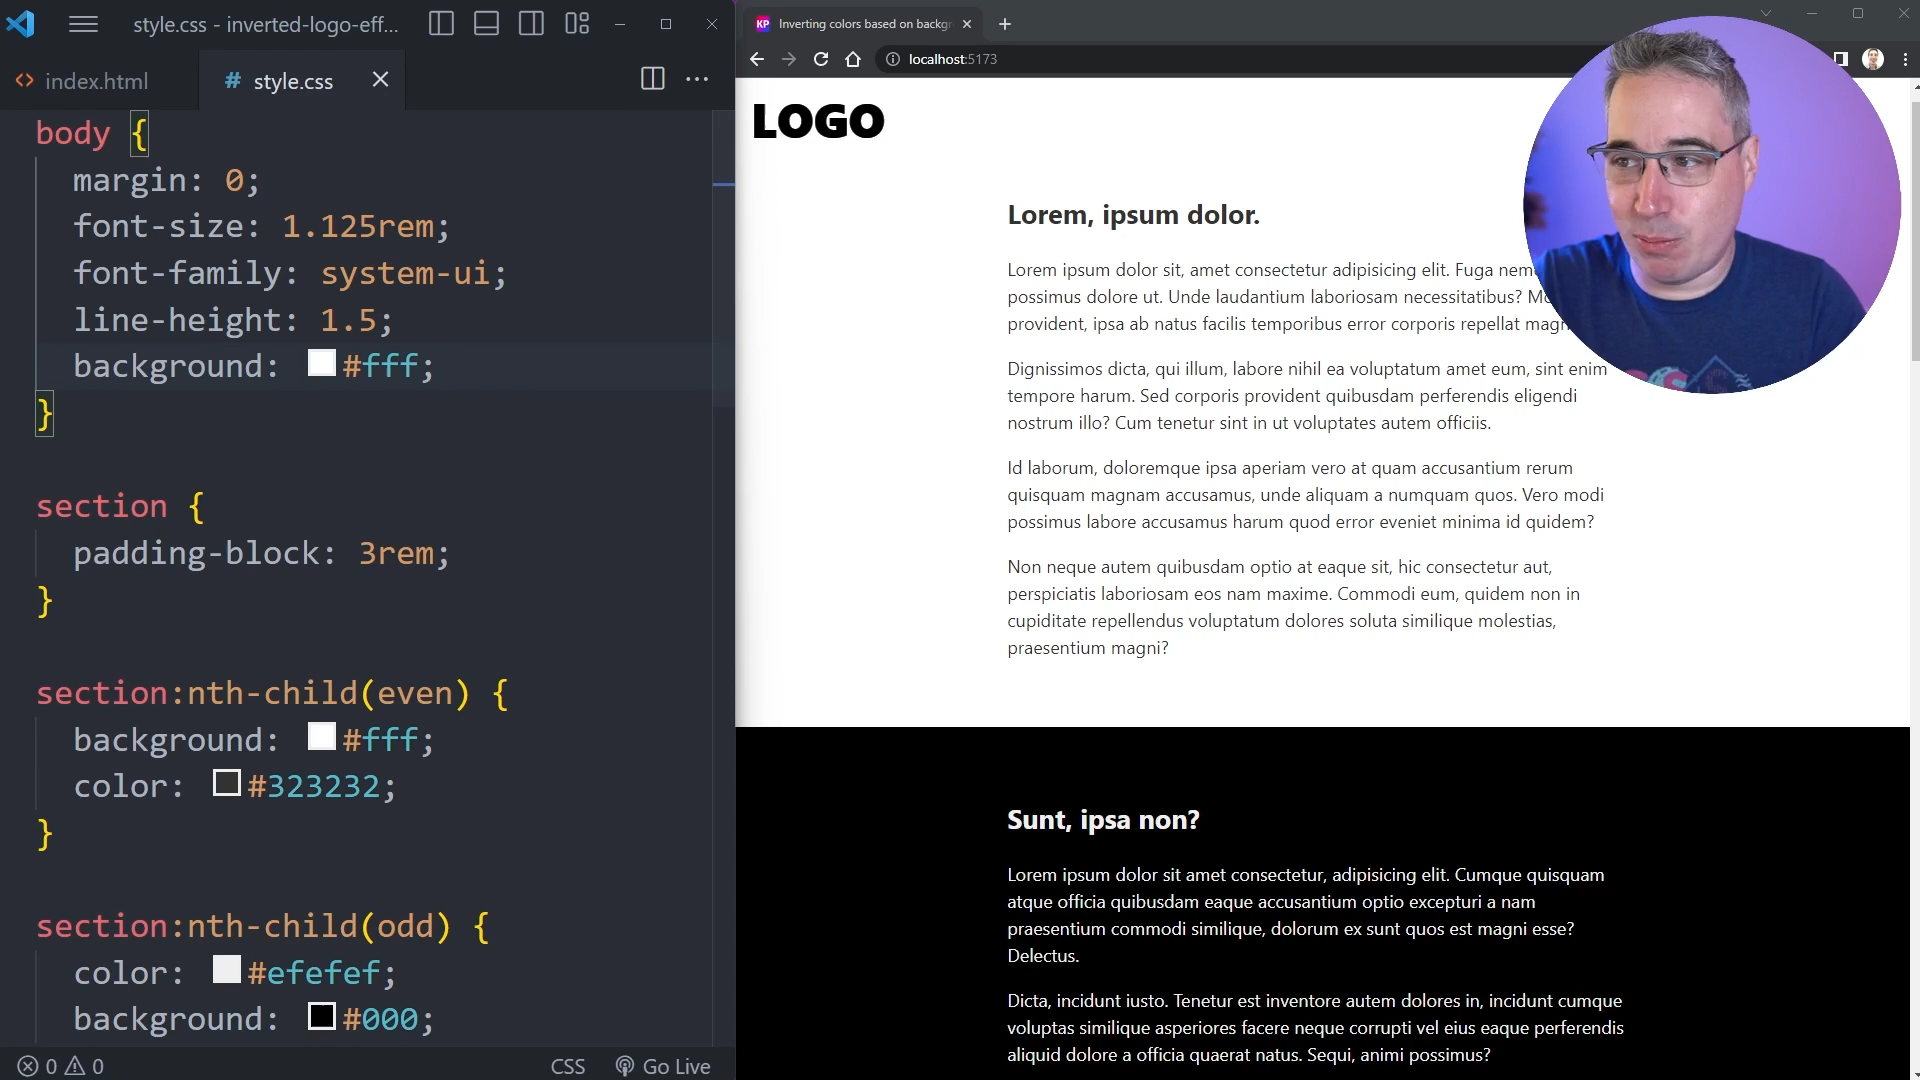 style.css - inverted-logo-eff...
index.html
# style.css
body {
margin: 0;
font-size: 1.125rem;
font-family: system-ui;
line-height: 1.5;
background: #fff;
}
section {
padding-block: 3rem;
}
section:nth-child(even) {
background: #fff;
color: #323232;
}
section:nth-child(odd) {
color: #efefef;
background: #000;
0 0
CSS
Go Live
KP
Inverting colors based on backgr
localhost:5173
LOGO
Lorem, ipsum dolor.
Lorem ipsum dolor sit, amet consectetur adipisicing elit. Fuga nem
possimus dolore ut. Unde laudantium laboriosam necessitatibus?
provident, ipsa ab natus facilis temporibus error corporis repellat magn
Dignissimos dicta, qui illum, labore nihil ea voluptatum amet eum, sint enim
tempore harum. Sed corporis provident quibusdam perferendis eligendi
nostrum illo? Cum tenetur sint in ut voluptates autem officiis.
Id laborum, doloremque ipsa aperiam vero at quam accusantium rerum
quisquam magnam accusamus, unde aliquam a numquam quos. Vero modi
possimus labore accusamus harum quod error eveniet minima id quidem?
Non neque autem quibusdam optio at eaque sit, hic consectetur aut,
perspiciatis laboriosam eos nam maxime. Commodi eum, quidem non in
cupiditate repellendus voluptatum dolores soluta similique molestias,
praesentium magni?
Sunt, ipsa non?
Lorem ipsum dolor sit amet consectetur, adipisicing elit. Cumque quisquam
atque officia quibusdam eaque accusantium optio excepturi a nam
praesentium commodi similique, dolorum ex sunt quos est magni esse?
Delectus.
Dicta, incidunt iusto. Tenetur est inventore autem dolores in, incidunt cumque
voluptas similique asperiores facere neque corrupti vel eius eaque perferendis
aliquid dolore a officia quaerat natus. Sequi, animi possimus?